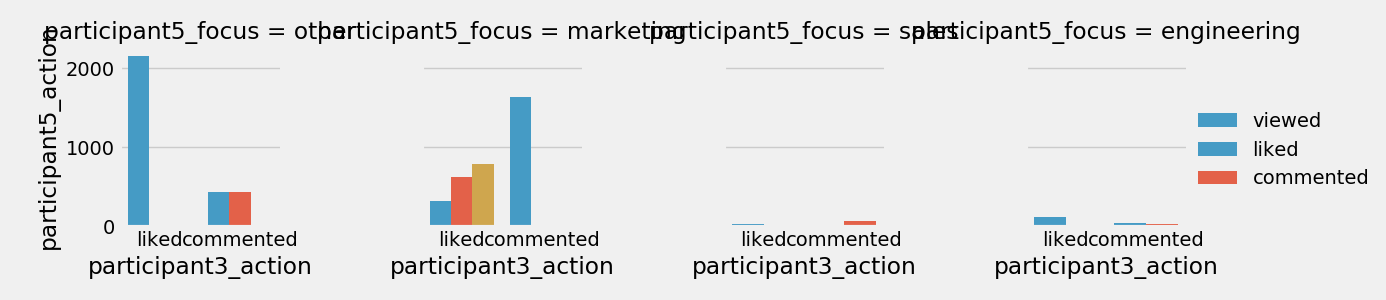 participant5_focus = other
participant5_focus = marketing
participant5_focus = sales
participant5_focus = engineering
participant5_action
2000
1000
0
viewed
liked
commented
liked commented
liked commented
liked commented
liked commented
participant3_action
participant3_action
participant3_action
participant3_action